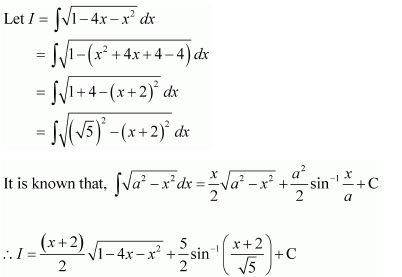 Let I = ∫√(1−4x−x²) dx
= ∫√(1−(x²+4x+4−4)) dx
= ∫√(1+4−(x+2)²) dx
= ∫√((√5)²−(x+2)²) dx
It is known that, ∫√(a²−x²)dx = x/2 √(a²−x²) + a²/2 sin⁻¹ x/a + C
∴ I = (x+2)/2 √(1−4x−x²) + 5/2 sin⁻¹((x+2)/√5) + C